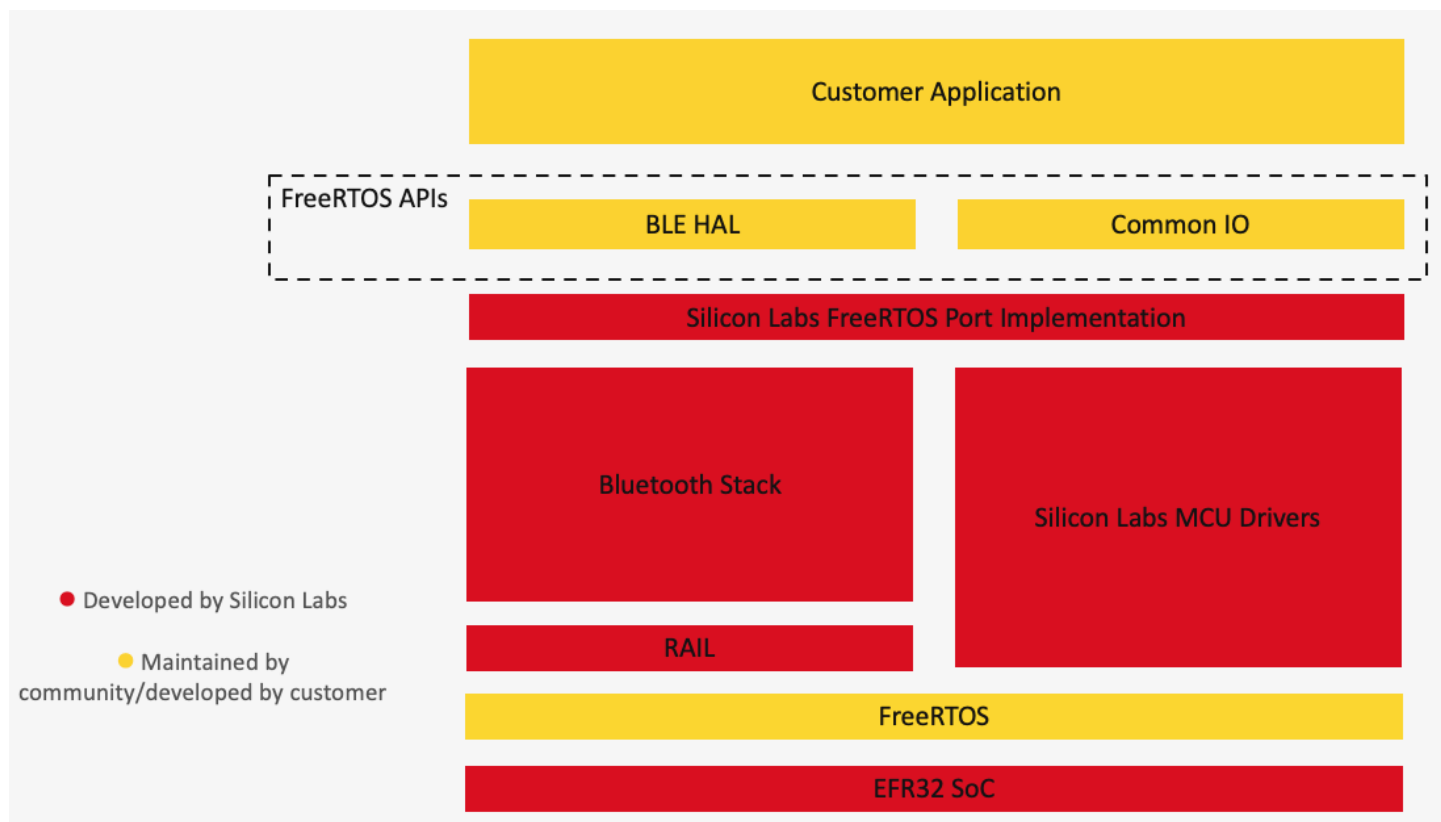 Customer Application
FreeRTOS APIs
BLE HAL
Common IO
Silicon Labs FreeRTOS Port Implementation
Bluetooth Stack
Silicon Labs MCU Drivers
Developed by Silicon Labs
RAIL
Maintained by
community/developed by customer
FreeRTOS
EFR32 SoC